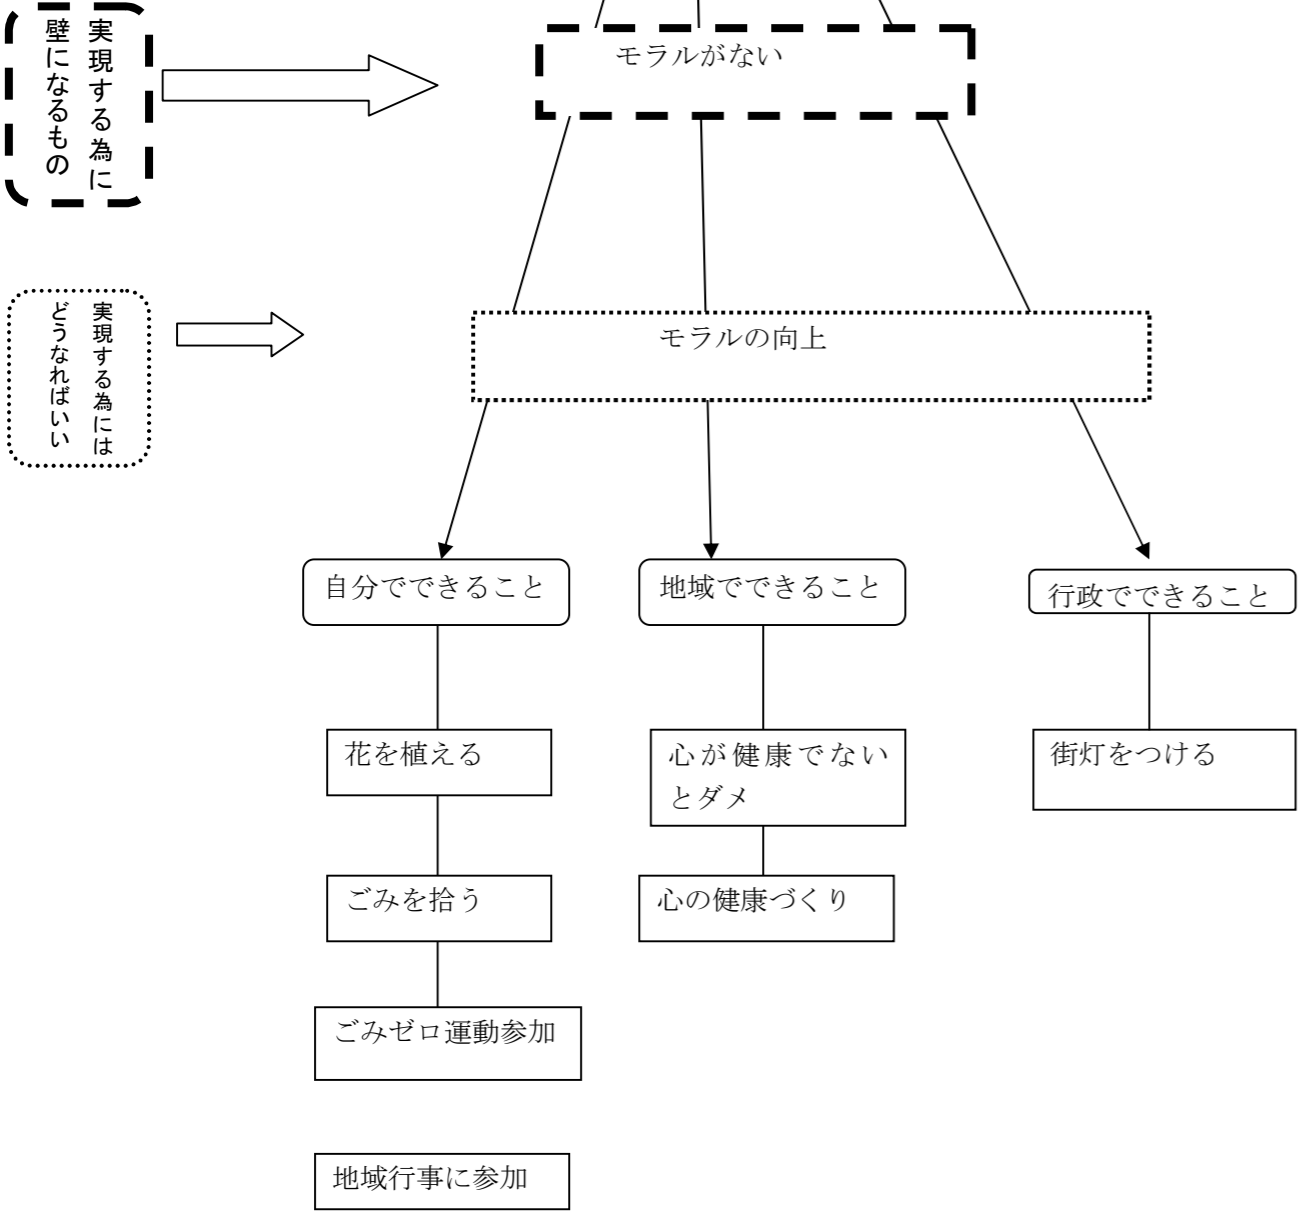 実現する為に
壁になるもの
モラルがない
実現する為には
どうなればいい
モラルの向上
自分でできること
地域でできること
行政でできること
花を植える
心が健康でない
とダメ
街灯をつける
ごみを拾う
心の健康づくり
ごみゼロ運動参加
地域行事に参加